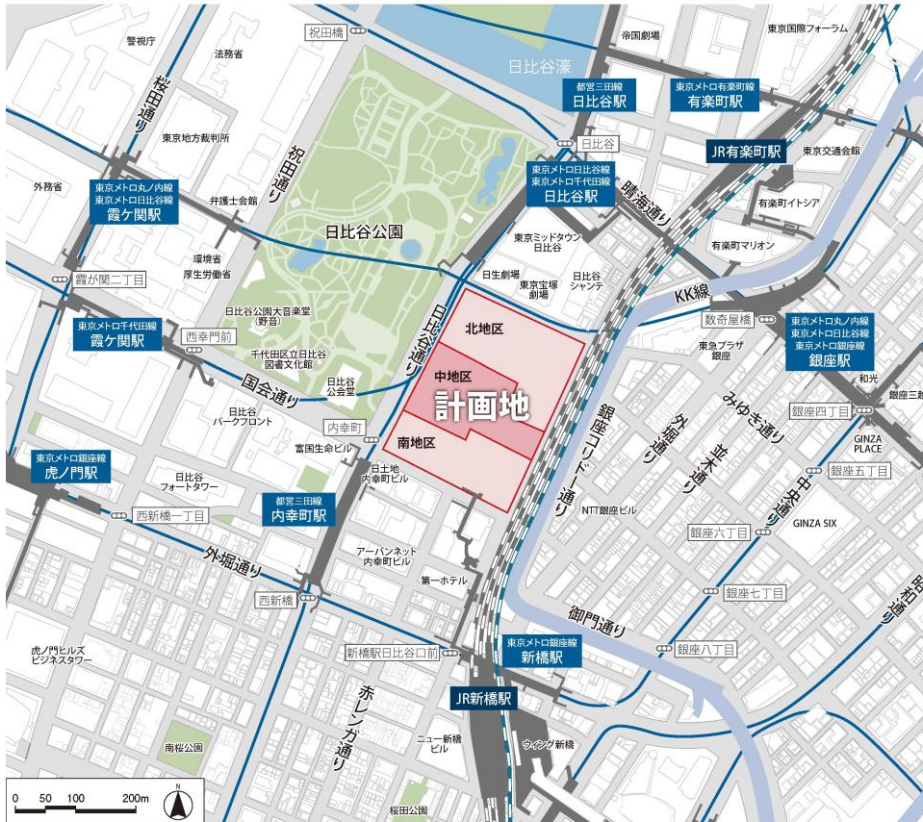 警視庁
法務省
祝田橋
日比谷濠
帝国劇場
東京国際フォーラム
桜田通り
都営三田線
日比谷駅
東京メトロ有楽町線
有楽町駅
東京地方裁判所
祝田通り
日比谷
JR有楽町駅
東京交通会館
外務省
東京メトロ丸ノ内線
東京メトロ日比谷線
霞ケ関駅
弁護士会館
東京メトロ日比谷線
東京メトロ千代田線
日比谷駅
晴海通り
有楽町イトシア
日比谷公園
東京ミッドタウン
日比谷
有楽町マリオン
環境省
厚生労働省
日生劇場
東京宝塚
劇場
日比谷
シャンテ
霞が関二丁目
KK線
日比谷公園大音楽堂
(野音)
日比谷通り
北地区
数奇屋橋
東京メトロ丸ノ内線
東京メトロ日比谷線
東京メトロ銀座線
銀座駅
東京メトロ千代田線
霞ケ関駅
西幸門前
千代田区立日比谷
図書文化館
東急プラザ
銀座
中地区
計画地
和光
銀座三越
国会通り
日比谷
公会堂
みゆき通り
銀座四丁目
日比谷
パークフロント
内幸町
南地区
銀座コリドー通り
外堀通り
並木通り
GINZA
PLACE
富国生命ビル
東京メトロ銀座線
虎ノ門駅
日土地
内幸町ビル
中央通り
銀座五丁目
日比谷
フォートタワー
都営三田線
内幸町駅
NTT銀座ビル
GINZA SIX
西新橋一丁目
銀座六丁目
外堀通り
アーバンネット
内幸町ビル
第一ホテル
昭和通り
西新橋
銀座七丁目
御門通り
虎ノ門ヒルズ
ビジネスタワー
新橋駅日比谷口前
東京メトロ銀座線
新橋駅
銀座八丁目
赤レンガ通り
JR新橋駅
南桜公園
ニュー新橋
ビル
ウイング新橋
桜田公園
0 50 100 200m
N